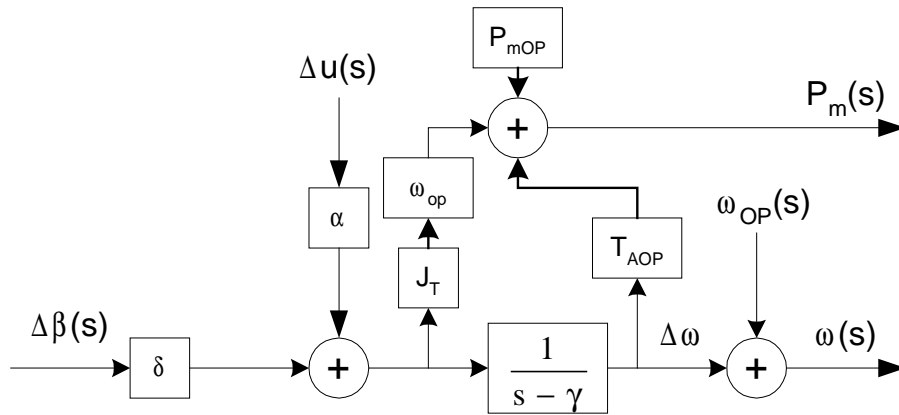 P_mOP
Δu(s)
P_m(s)
+
ω_op
ω_OP(s)
α
T_AOP
J_T
Δβ(s)
δ
+
1
s − γ
Δω
+
ω(s)